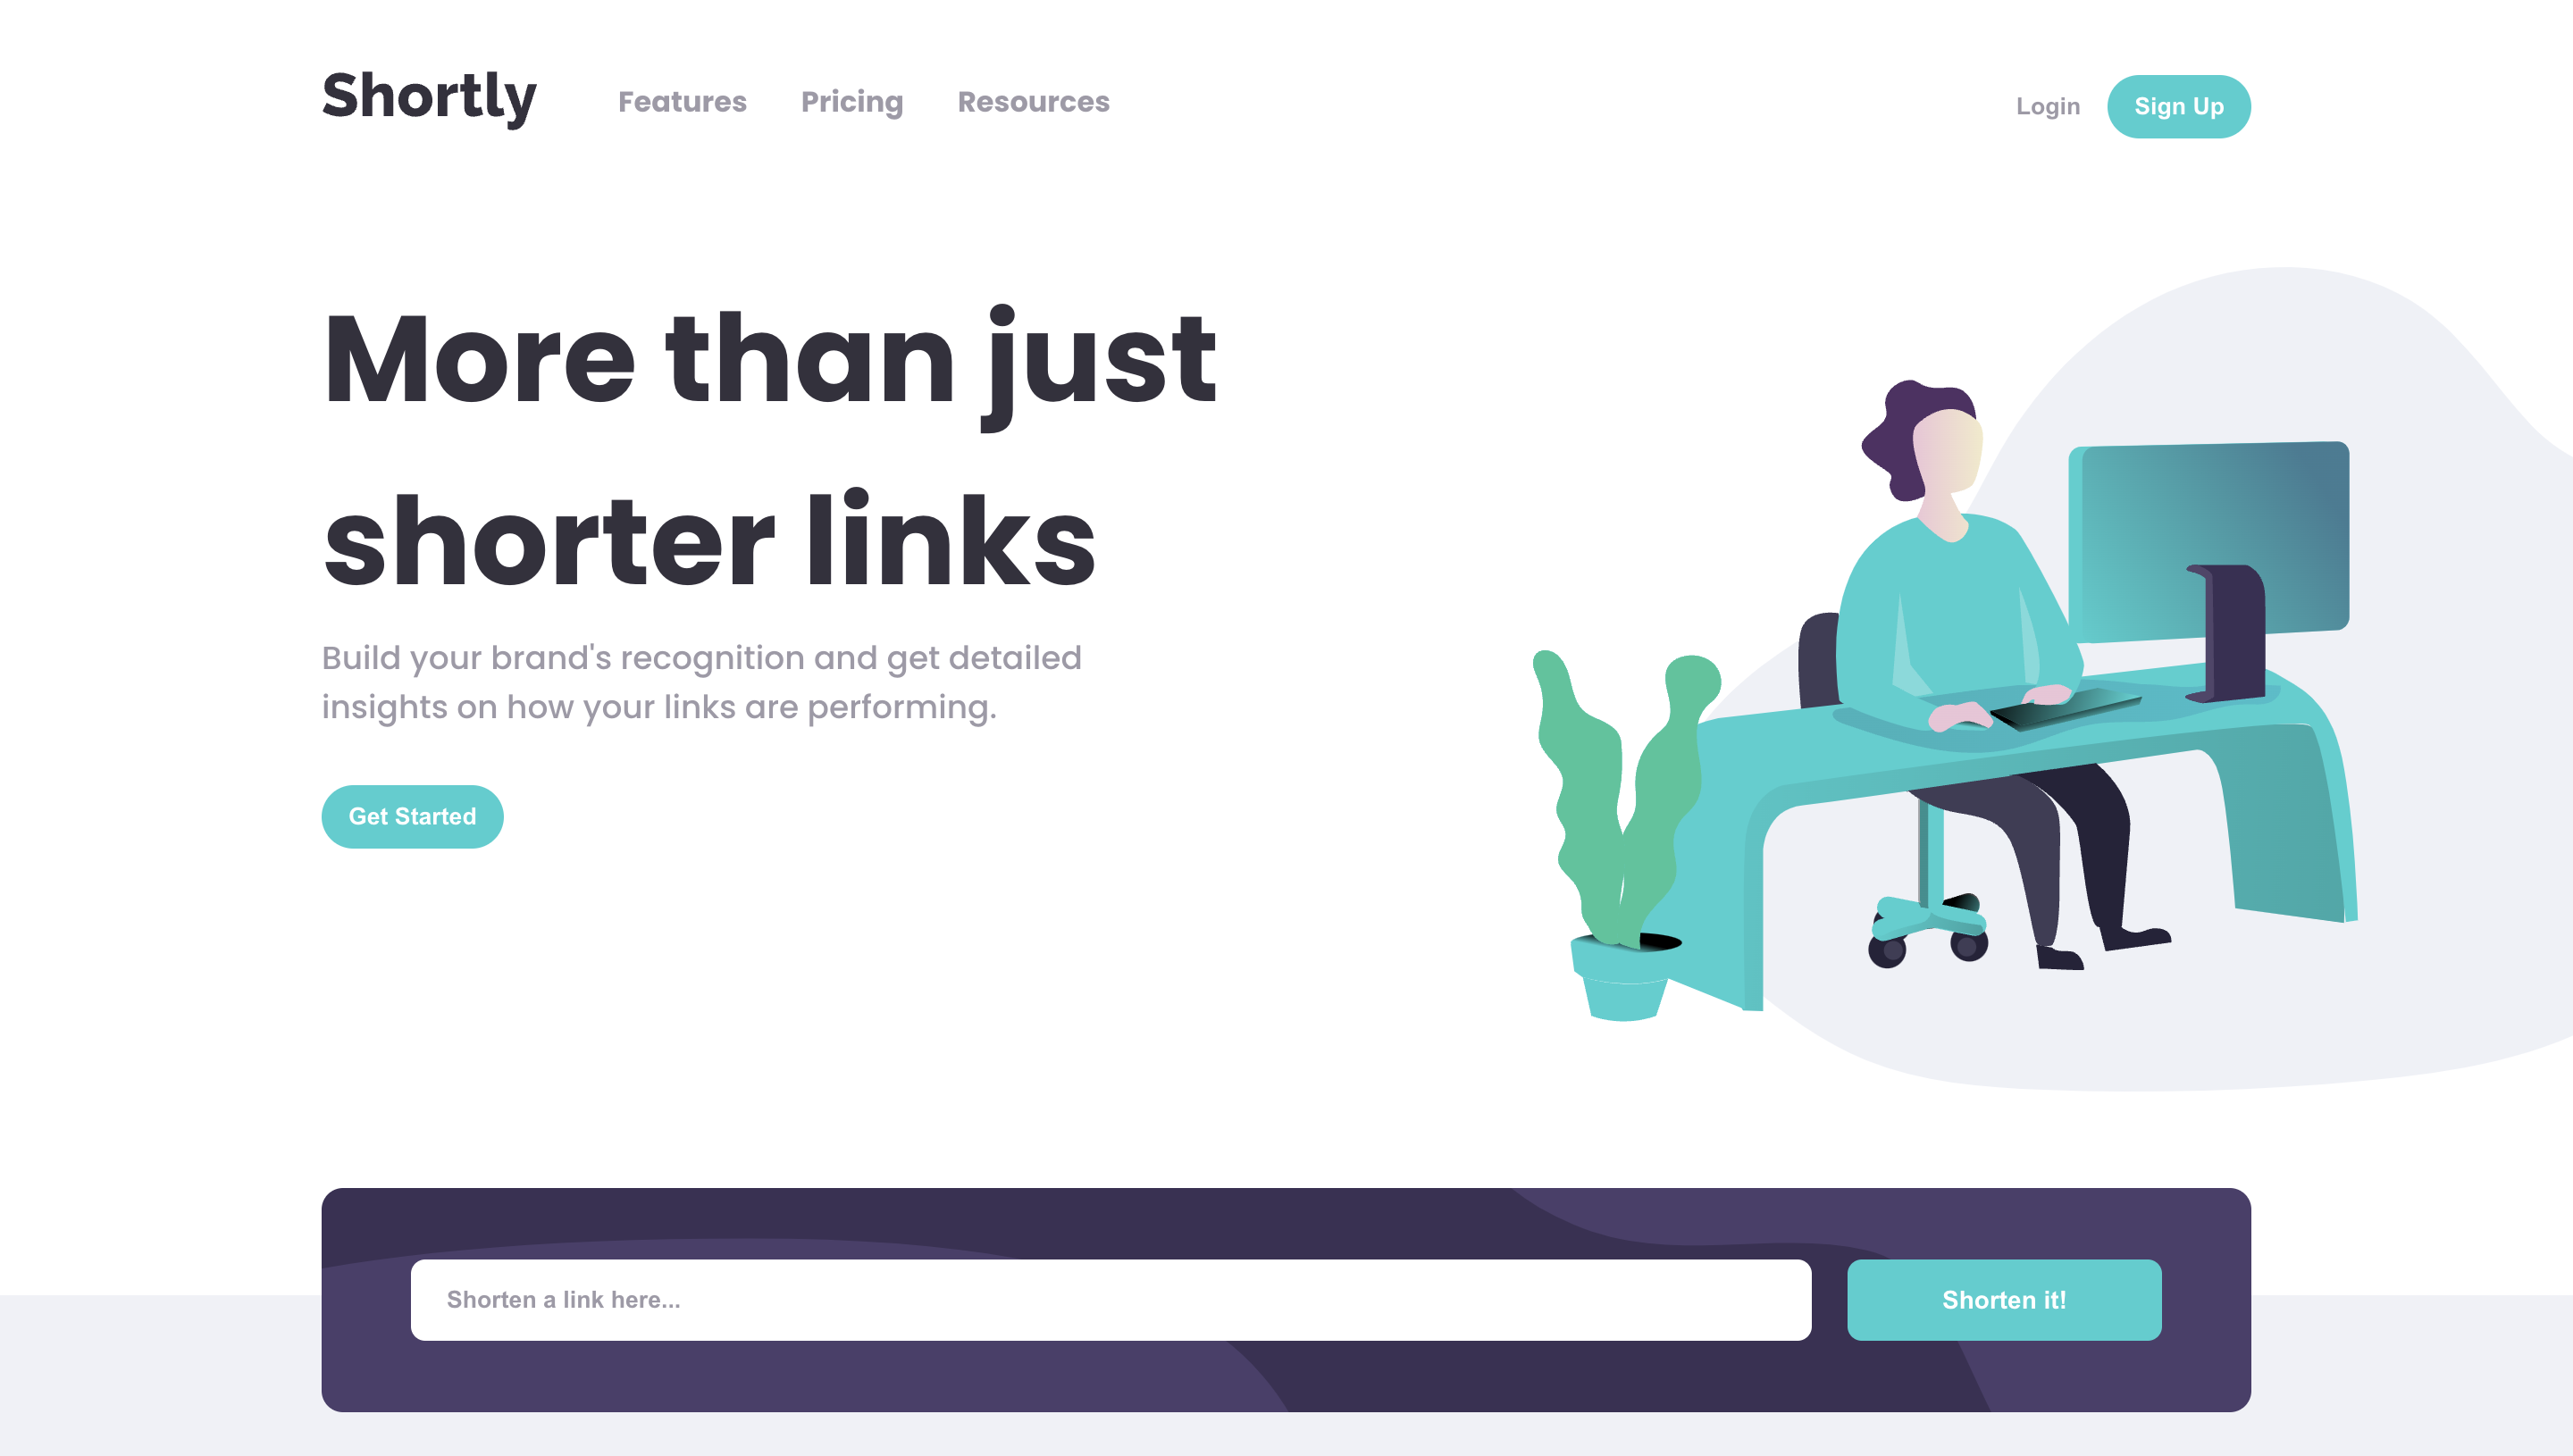 Shortly
Features
Pricing
Resources
Login
Sign Up
More than just
shorter links
Build your brand's recognition and get detailed
insights on how your links are performing.
Get Started
Shorten a link here...
Shorten it!